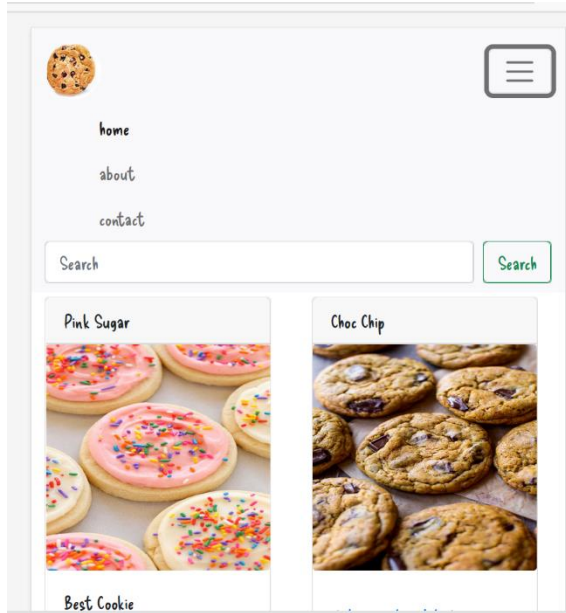 home
about
contact
Search Search
Pink Sugar Choc Chip
Best Cookie